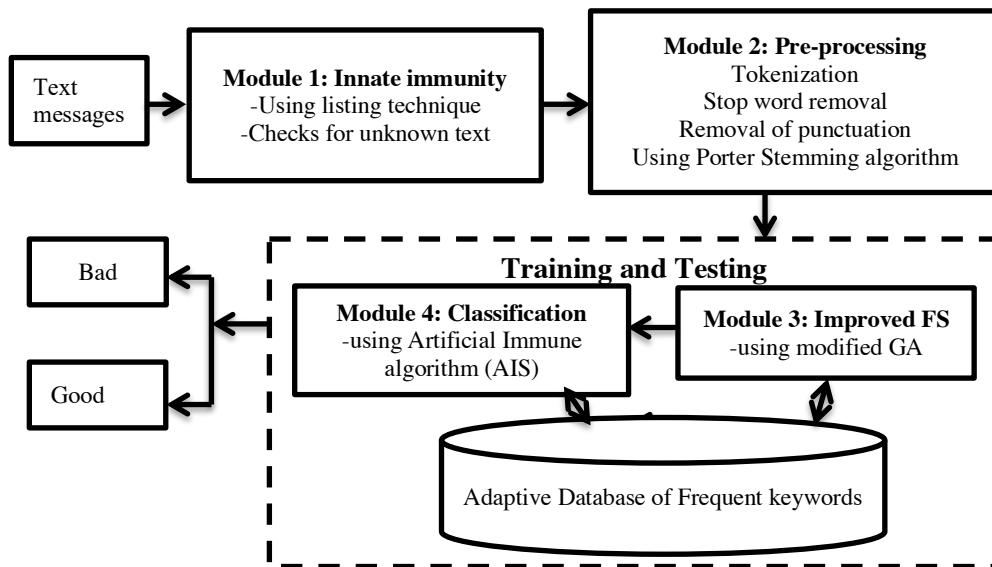 Text
messages
Module 1: Innate immunity
-Using listing technique
-Checks for unknown text
Module 2: Pre-processing
Tokenization
Stop word removal
Removal of punctuation
Using Porter Stemming algorithm
Training and Testing
Module 3: Improved FS
-using modified GA
Module 4: Classification
-using Artificial Immune
algorithm (AIS)
Adaptive Database of Frequent keywords
Bad
Good